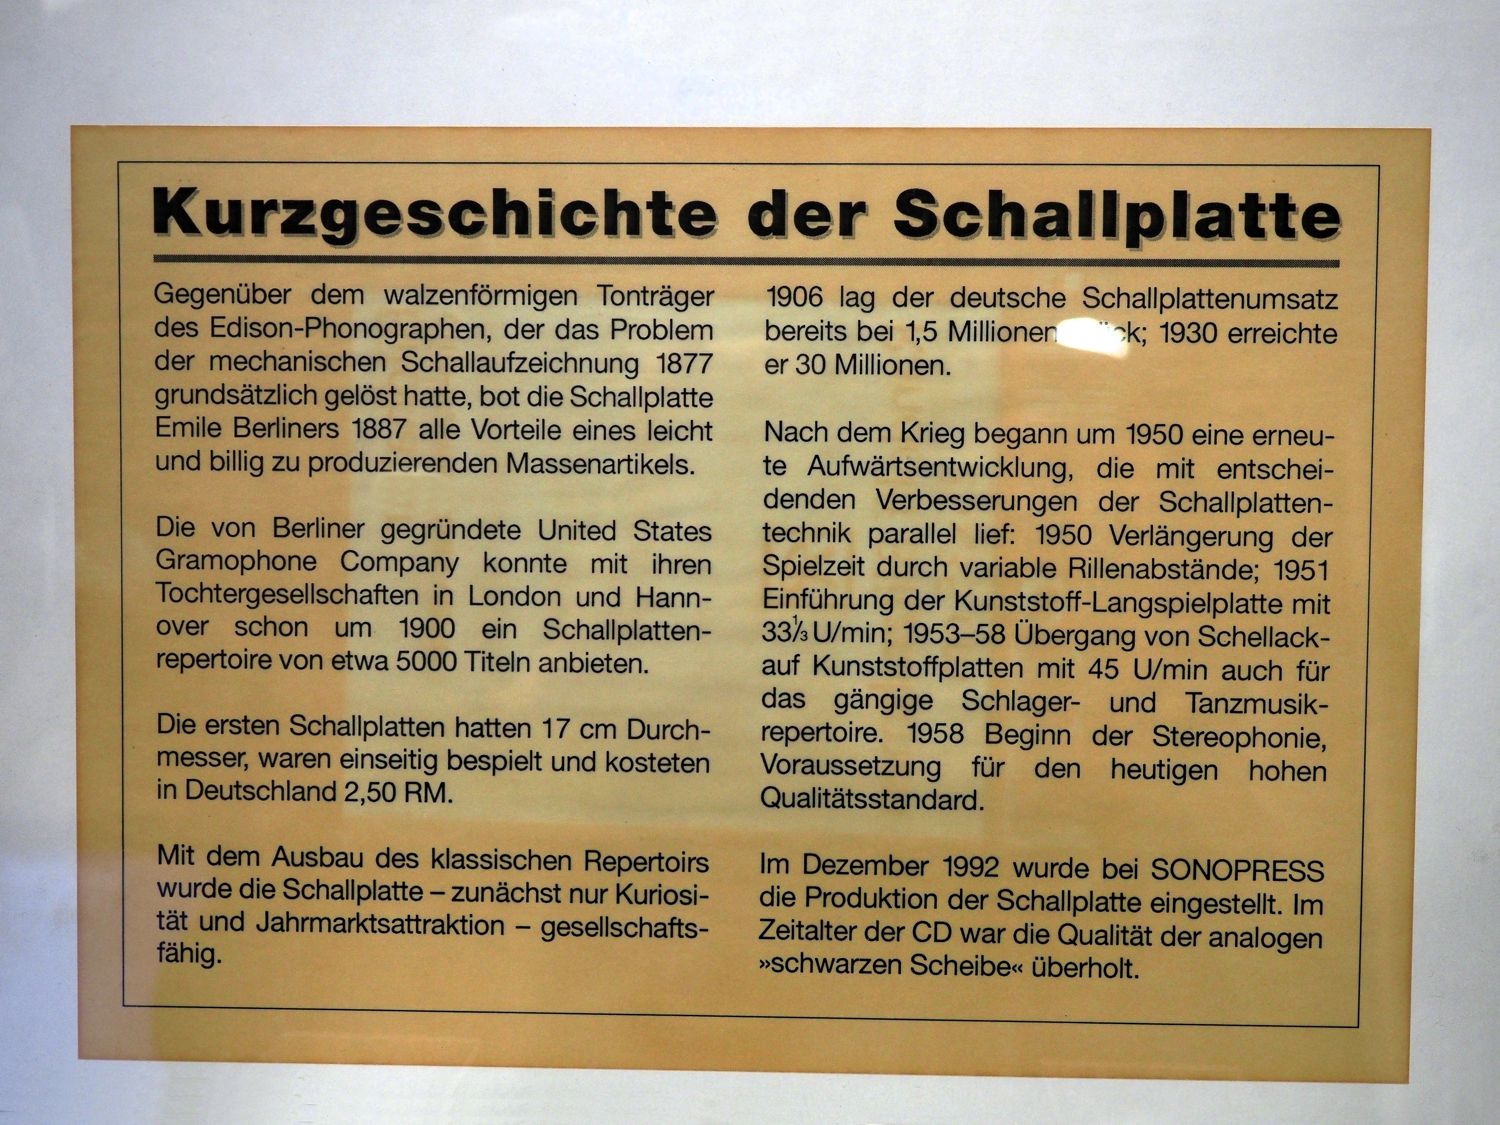 Kurzgeschichte der Schallplatte
Gegenüber dem walzenförmigen Tonträger
des Edison-Phonographen, der das Problem
der mechanischen Schallaufzeichnung 1877
grundsätzlich gelöst hatte, bot die Schallplatte
Emile Berliners 1887 alle Vorteile eines leicht
und billig zu produzierenden Massenartikels.
Die von Berliner gegründete United States
Gramophone Company konnte mit ihren
Tochtergesellschaften in London und Hann-
over schon um 1900 ein Schallplatten-
repertoire von etwa 5000 Titeln anbieten.
Die ersten Schallplatten hatten 17 cm Durch-
messer, waren einseitig bespielt und kosteten
in Deutschland 2,50 RM.
Mit dem Ausbau des klassischen Repertoirs
wurde die Schallplatte – zunächst nur Kuriosi-
tät und Jahrmarktsattraktion – gesellschafts-
fähig.
1906 lag der deutsche Schallplattenumsatz
bereits bei 1,5 Millionen 1930 erreichte
er 30 Millionen.
Nach dem Krieg begann um 1950 eine erneu-
te Aufwärtsentwicklung, die mit entschei-
denden Verbesserungen der Schallplatten-
technik parallel lief: 1950 Verlängerung der
Spielzeit durch variable Rillenabstände; 1951
Einführung der Kunststoff-Langspielplatte mit
33⅓ U/min; 1953–58 Übergang von Schellack-
auf Kunststoffplatten mit 45 U/min auch für
das gängige Schlager- und Tanzmusik-
repertoire. 1958 Beginn der Stereophonie,
Voraussetzung für den heutigen hohen
Qualitätsstandard.
Im Dezember 1992 wurde bei SONOPRESS
die Produktion der Schallplatte eingestellt. Im
Zeitalter der CD war die Qualität der analogen
»schwarzen Scheibe« überholt.